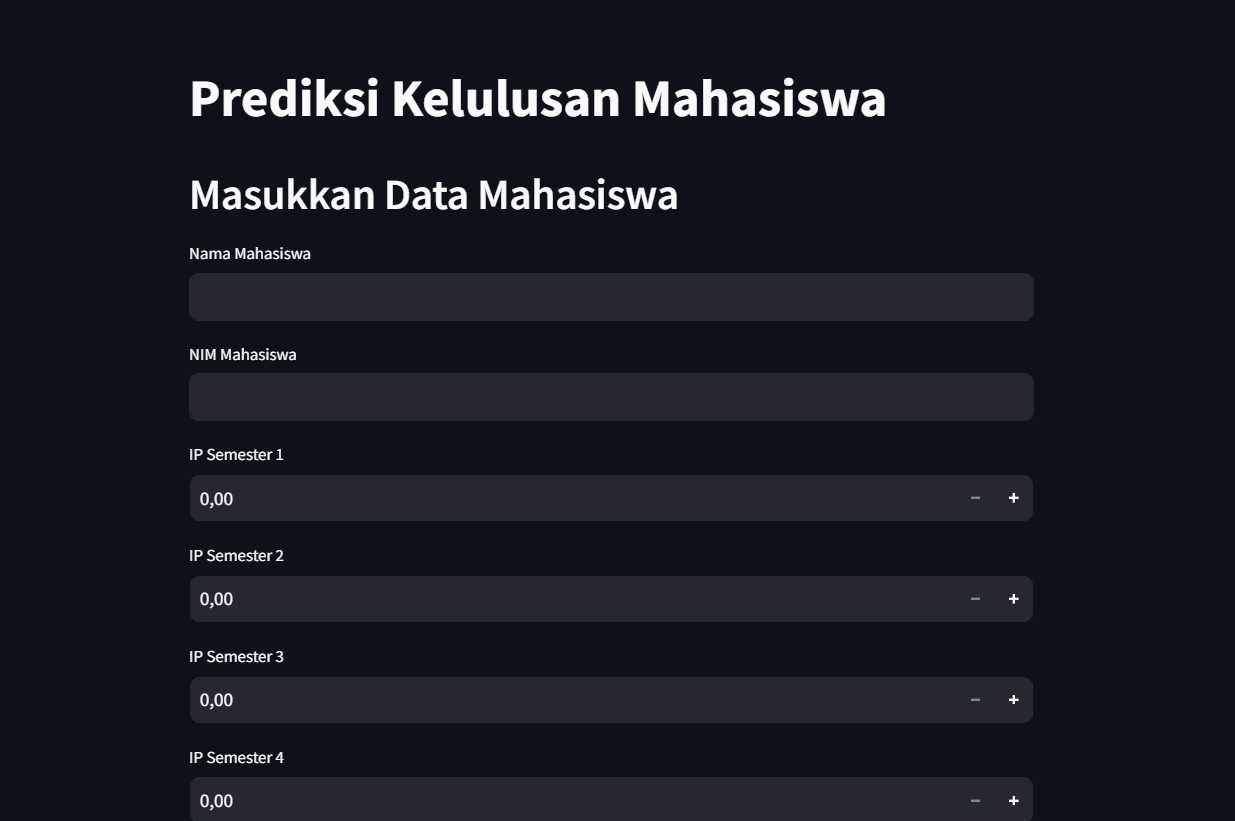 Prediksi Kelulusan Mahasiswa
Masukkan Data Mahasiswa
Nama Mahasiswa
NIM Mahasiswa
IP Semester 1
0,00 − +
IP Semester 2
0,00 − +
IP Semester 3
0,00 − +
IP Semester 4
0,00 − +